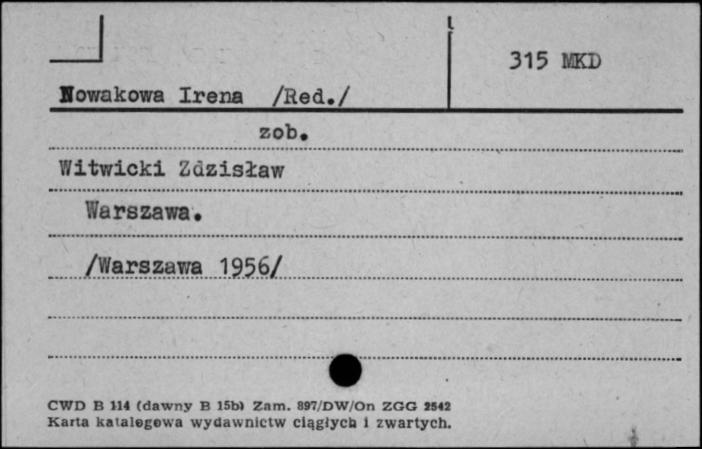 315 MKD
Nowakowa Irena /Red./
zob.
Witwicki Zdzisław
Warszawa.
/Warszawa 1956/
CWD B 114 (dawny B 15b) Zam. 897/DW/On ZGG 2542
Karta katalogowa wydawnictw ciągłych i zwartych.